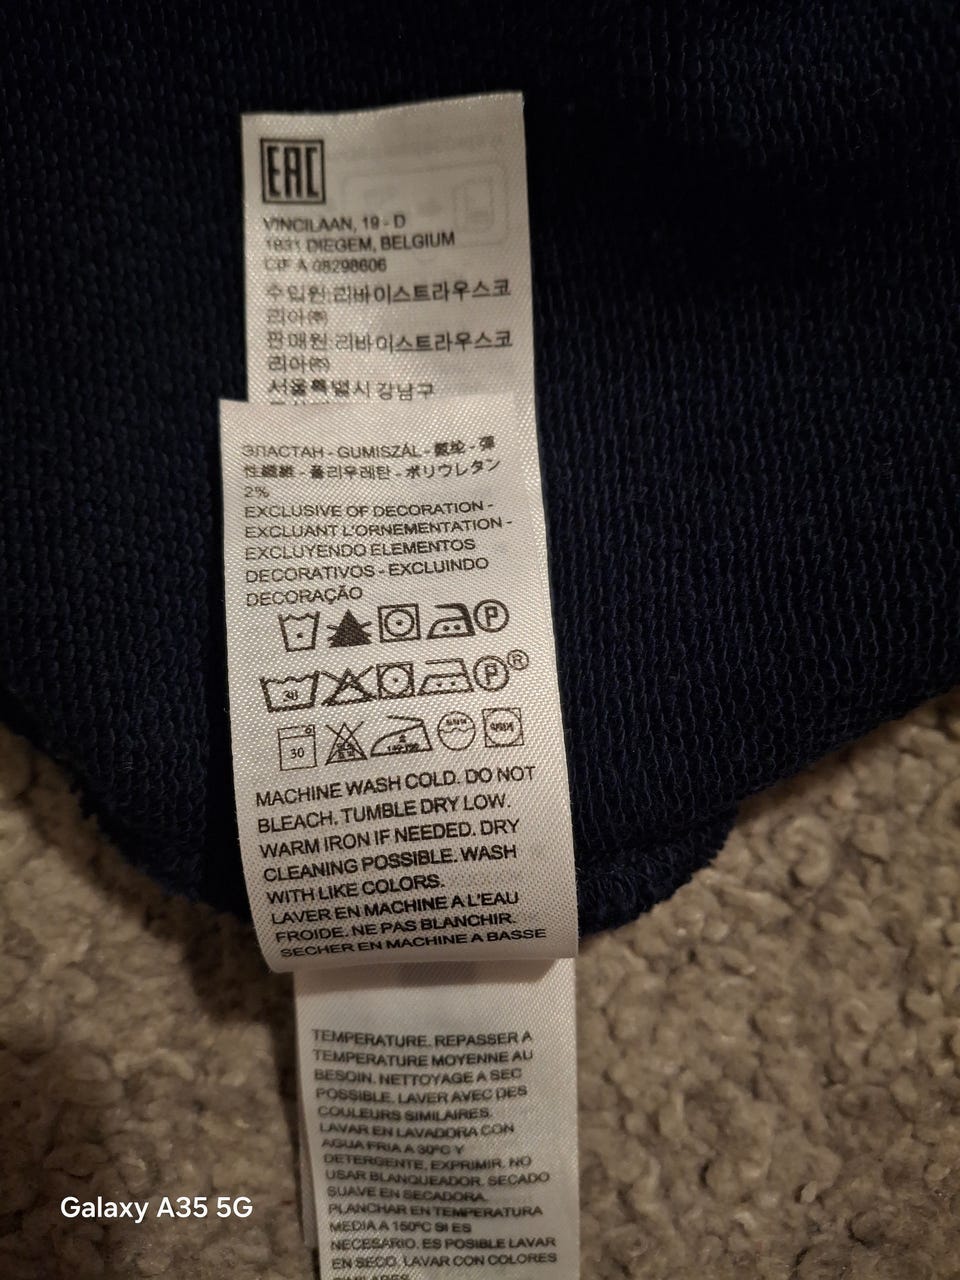 EAC
VINCILAAN, 19 - D
1831 DIEGEM, BELGIUM
CIF A 08298606
수입원:리바이스트라우스코
리아㈜
판매원:리바이스트라우스코
리아㈜
서울특별시 강남구
ЭЛАСТАН - GUMISZÁL - 氨纶 - 彈
性纖維 - 폴리우레탄 - ポリウレタン
2%
EXCLUSIVE OF DECORATION -
EXCLUANT L'ORNEMENTATION -
EXCLUYENDO ELEMENTOS
DECORATIVOS - EXCLUINDO
DECORAÇÃO
P
30 P ®
30
MACHINE WASH COLD. DO NOT
BLEACH. TUMBLE DRY LOW.
WARM IRON IF NEEDED. DRY
CLEANING POSSIBLE. WASH
WITH LIKE COLORS.
LAVER EN MACHINE A L'EAU
FROIDE. NE PAS BLANCHIR.
SECHER EN MACHINE A BASSE
TEMPERATURE. REPASSER A
TEMPERATURE MOYENNE AU
BESOIN. NETTOYAGE A SEC
POSSIBLE. LAVER AVEC DES
COULEURS SIMILAIRES.
LAVAR EN LAVADORA CON
AGUA FRIA A 30ºC Y
DETERGENTE, EXPRIMIR. NO
USAR BLANQUEADOR. SECADO
SUAVE EN SECADORA.
PLANCHAR EN TEMPERATURA
MEDIA A 150ºC SI ES
NECESARIO. ES POSIBLE LAVAR
EN SECO. LAVAR CON COLORES
Galaxy A35 5G